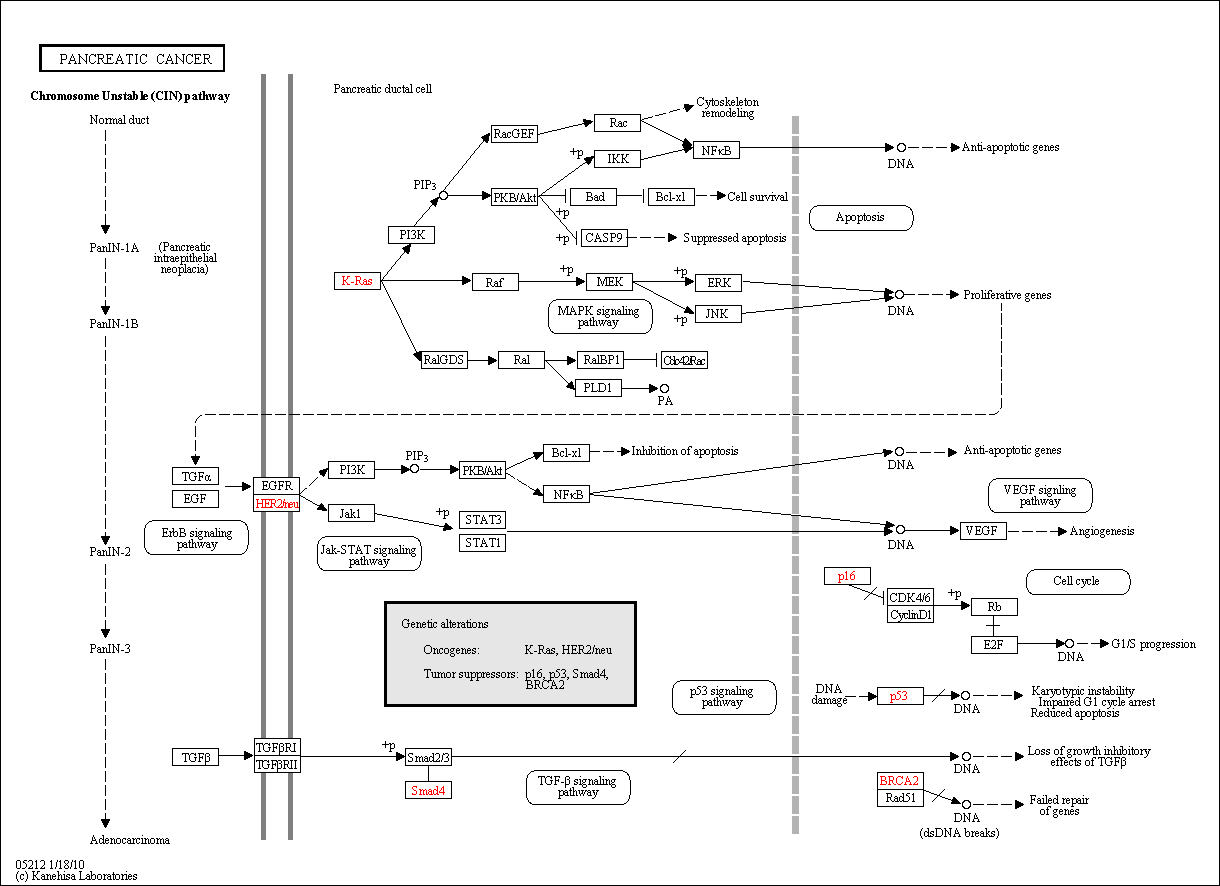 PANCREATIC CANCER
Chromosome Unstable (CIN) pathway
Pancreatic ductal cell
Normal duct
PanIN-1A
(Pancreatic
intraepithelial
neoplacia)
PanIN-1B
PanIN-2
PanIN-3
Adenocarcinoma
RacGEF
Rac
Cytoskeleton
remodeling
+p
IKK
NFκB
DNA
Anti-apoptotic genes
PIP3
PKB/Akt
Bad
Bcl-xl
Cell survival
+p
Apoptosis
PI3K
+p
CASP9
Suppressed apoptosis
K-Ras
Raf
+p
MEK
+p
ERK
DNA
Proliferative genes
MAPK signaling
pathway
+p
JNK
RalGDS
Ral
RalBP1
Cdc42/Rac
PLD1
PA
TGFα
EGF
EGFR
HER2/neu
ErbB signaling
pathway
PI3K
PIP3
PKB/Akt
Bcl-xl
Inhibition of apoptosis
NFκB
DNA
Anti-apoptotic genes
VEGF signling
pathway
Jak1
+p
STAT3
STAT1
DNA
VEGF
Angiogenesis
Jak-STAT signaling
pathway
p16
CDK4/6
CyclinD1
+p
Rb
Cell cycle
E2F
DNA
G1/S progression
Genetic alterations
Oncogenes: K-Ras, HER2/neu
Tumor suppressors: p16, p53, Smad4,
BRCA2
p53 signaling
pathway
DNA
damage
p53
DNA
Karyotypic instability
Impaired G1 cycle arrest
Reduced apoptosis
TGFβ
TGFβRI
TGFβRII
+p
Smad2/3
Smad4
TGF-β signaling
pathway
DNA
Loss of growth inhibitory
effects of TGFβ
BRCA2
Rad51
DNA
(dsDNA breaks)
Failed repair
of genes
05212 1/18/10
(c) Kanehisa Laboratories